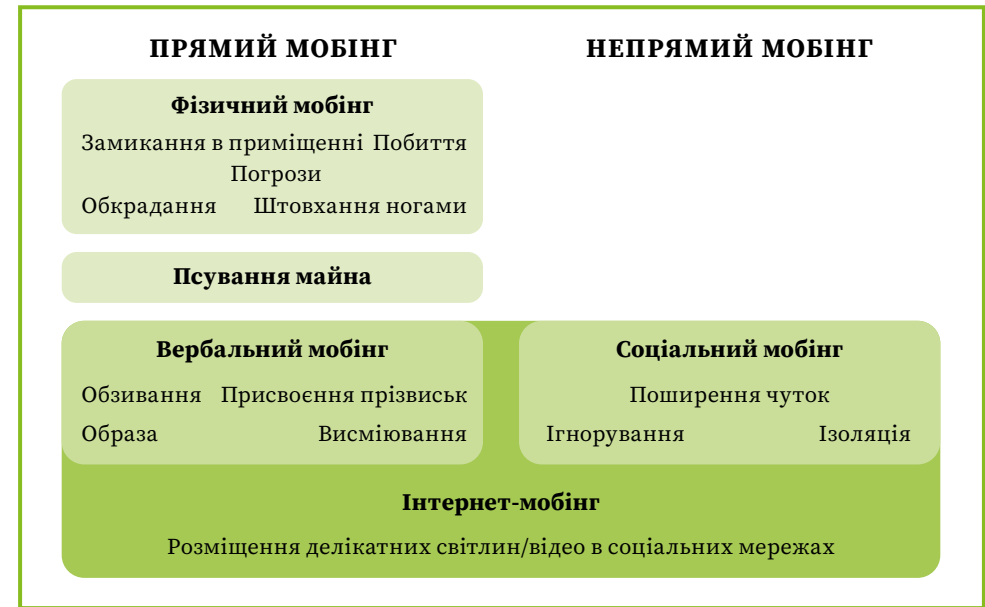 ПРЯМИЙ МОБІНГ
НЕПРЯМИЙ МОБІНГ
Фізичний мобінг
Замикання в приміщенні Побиття
Погрози
Обкрадання Штовхання ногами
Псування майна
Вербальний мобінг
Обзивання Присвоєння прізвиськ
Образа Висміювання
Соціальний мобінг
Поширення чуток
Ігнорування Ізоляція
Інтернет-мобінг
Розміщення делікатних світлин/відео в соціальних мережах